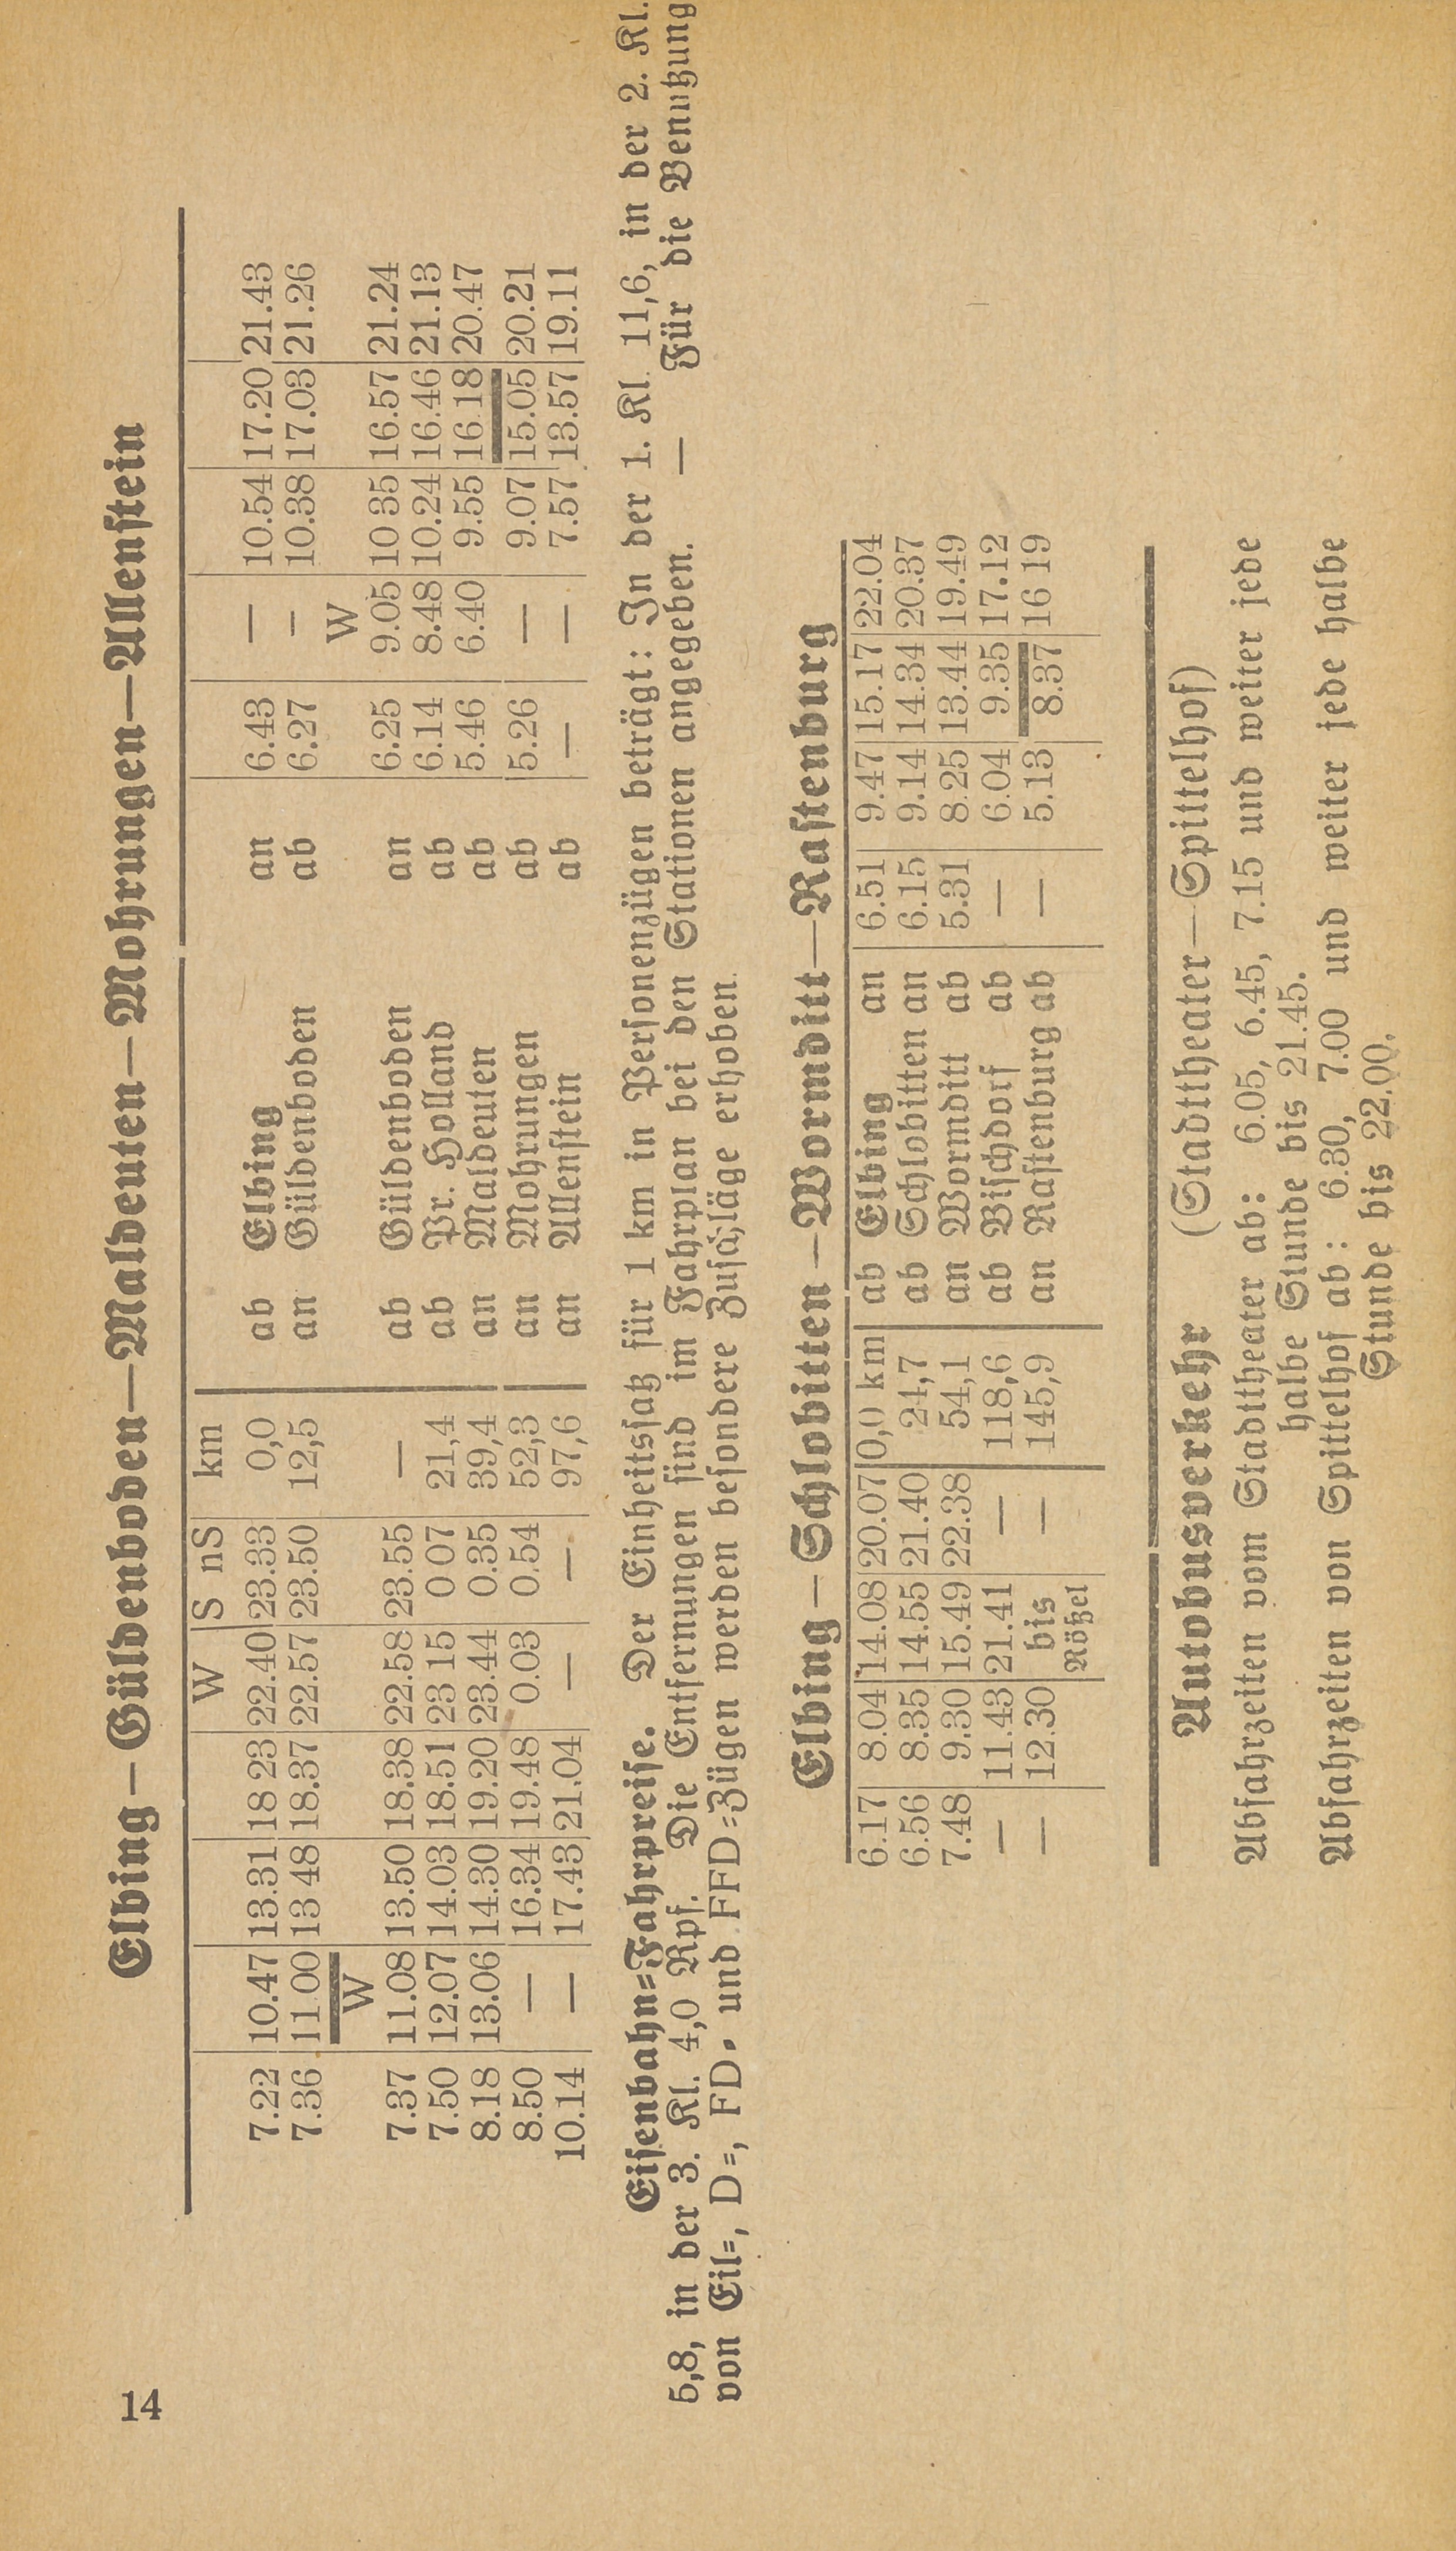 14
Elbing—Güldenboden—Maldeuten—Mohrungen—Allenstein
W S nS km
7.22 10.47 13.31 18 23 22.40 23.33 0,0 ab Elbing an 6.43 — 10.54 17.20 21.43
7.36 11 00 13 48 18.37 22.57 23.50 12,5 an Güldenboden ab 6.27 — 10.38 17.03 21.26
W W
7.37 11.08 13.50 18.38 22.58 23.55 — ab Güldenboden an 6.25 9.05 10 35 16.57 21.24
7.50 12.07 14.03 18.51 23 15 0 07 21,4 ab Pr. Holland ab 6.14 8.48 10.24 16.46 21.13
8.18 13.06 14.30 19.20 23.44 0.35 39,4 an Maldeuten ab 5.46 6.40 9.55 16 18 20.47
8.50 — 16.34 19.48 0.03 0.54 52,3 an Mohrungen ab 5.26 — 9.07 15.05 20.21
10.14 — 17.43 21.04 — — 97,6 an Allenstein ab — — 7.57 13.57 19.11
Eisenbahn=Fahrpreise. Der Einheitssatz für 1 km in Personenzügen beträgt: In der 1. Kl. 11,6, in der 2. Kl.
5,8, in der 3. Kl. 4,0 Rpf. Die Entfernungen sind im Fahrplan bei den Stationen angegeben. — Für die Benutzung
von Eil=, D=, FD= und FFD=Zügen werden besondere Zuschläge erhoben.
Elbing—Schlobitten—Wormditt—Rastenburg
6.17 8.04 14.08 20.07 0,0 km ab Elbing an 6.51 9.47 15.17 22.04
6.56 8.35 14.55 21.40 24,7 ab Schlobitten an 6.15 9.14 14.34 20.37
7.48 9.30 15.49 22.38 54,1 an Wormditt ab 5.31 8.25 13.44 19.49
— 11.43 21.41 — 118,6 ab Bischdorf ab — 6.04 9.35 17.12
— 12.30 bis — 145,9 an Rastenburg ab — 5.13 8.37 16 19
Rößel
Autobusverkehr (Stadttheater—Spittelhof)
Abfahrzeiten vom Stadttheater ab: 6.05, 6.45, 7.15 und weiter jede
halbe Stunde bis 21.45.
Abfahrzeiten von Spittelhof ab: 6.30, 7.00 und weiter jede halbe
Stunde bis 22.00.